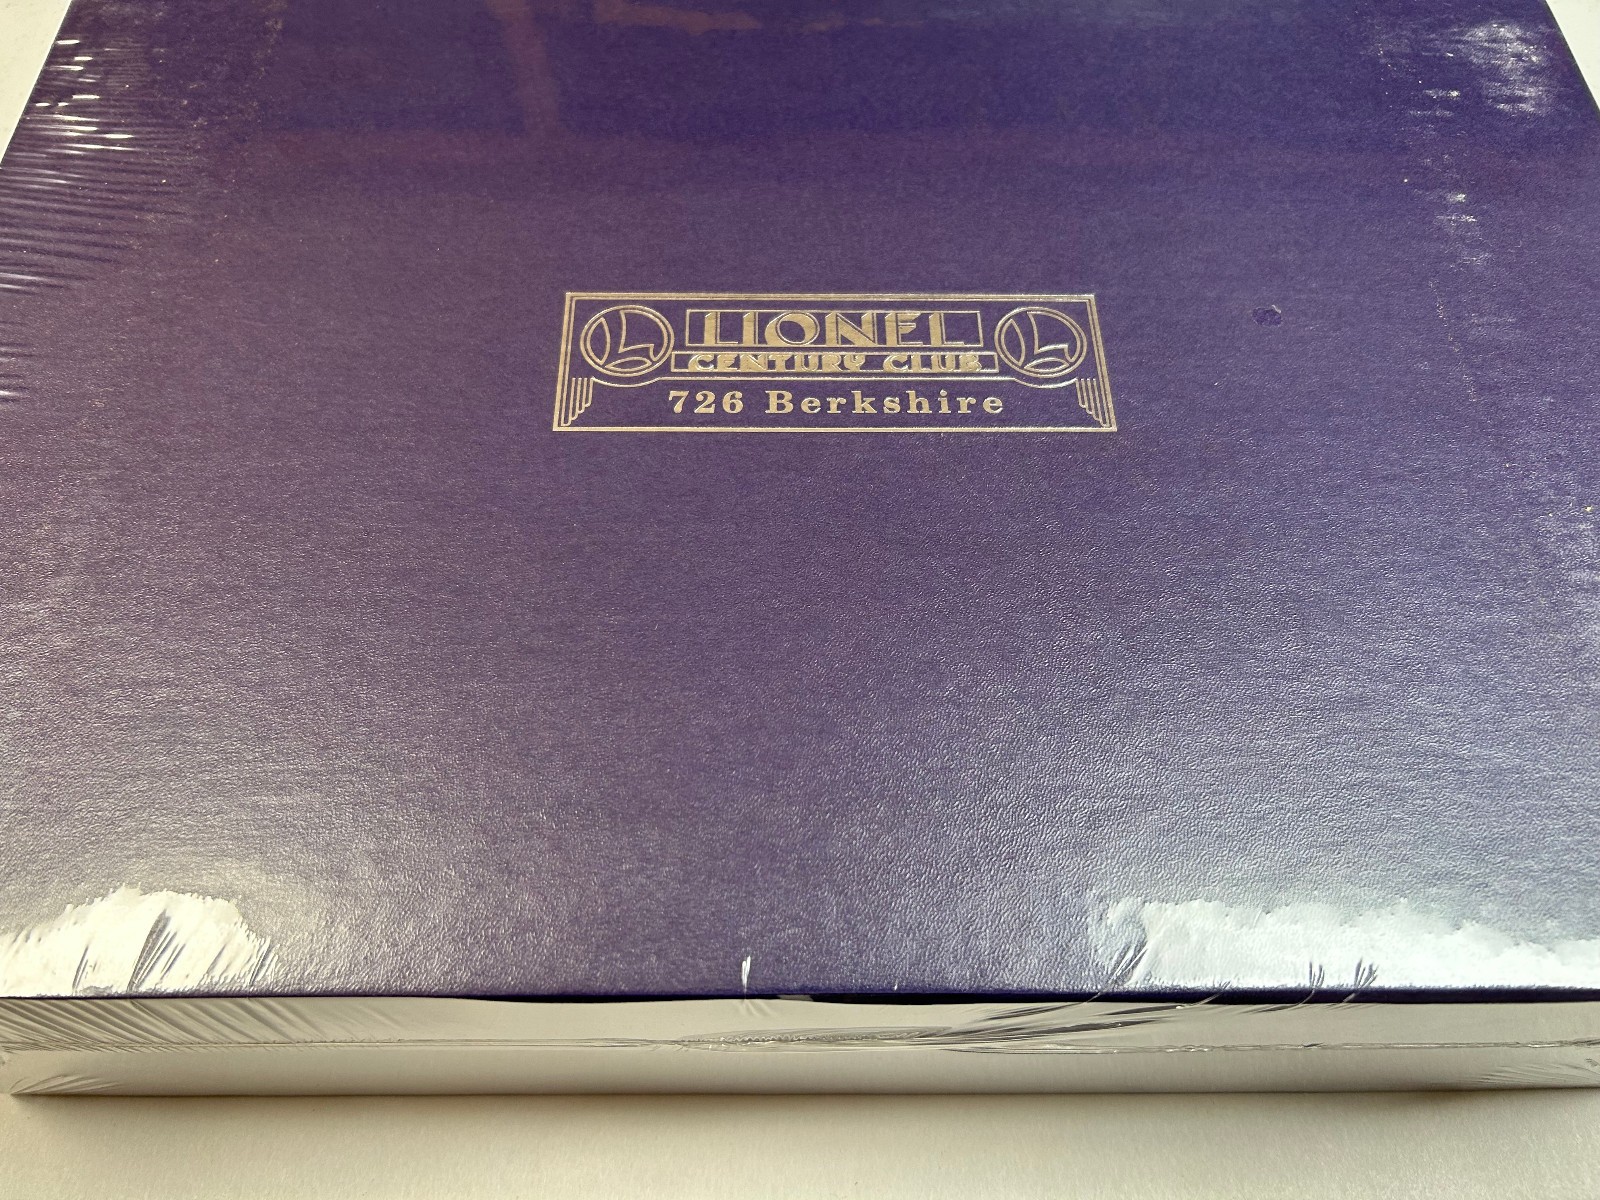 LIONEL
CENTURY CLUB
726 Berkshire